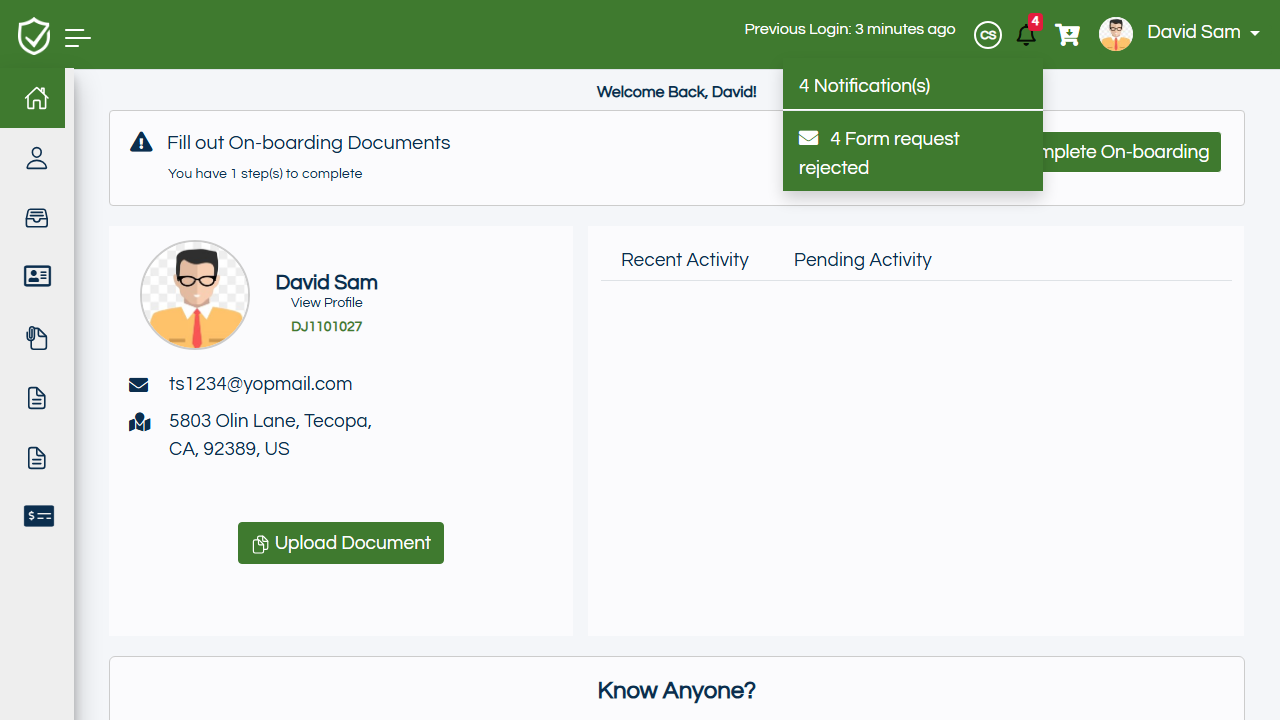 Previous Login: 3 minutes ago
CS
4
David Sam
Welcome Back, David!
4 Notification(s)
4 Form request
rejected
Fill out On-boarding Documents
You have 1 step(s) to complete
On-boarding
David Sam
View Profile
DJ1101027
ts1234@yopmail.com
5803 Olin Lane, Tecopa,
CA, 92389, US
Upload Document
Recent Activity
Pending Activity
Know Anyone?